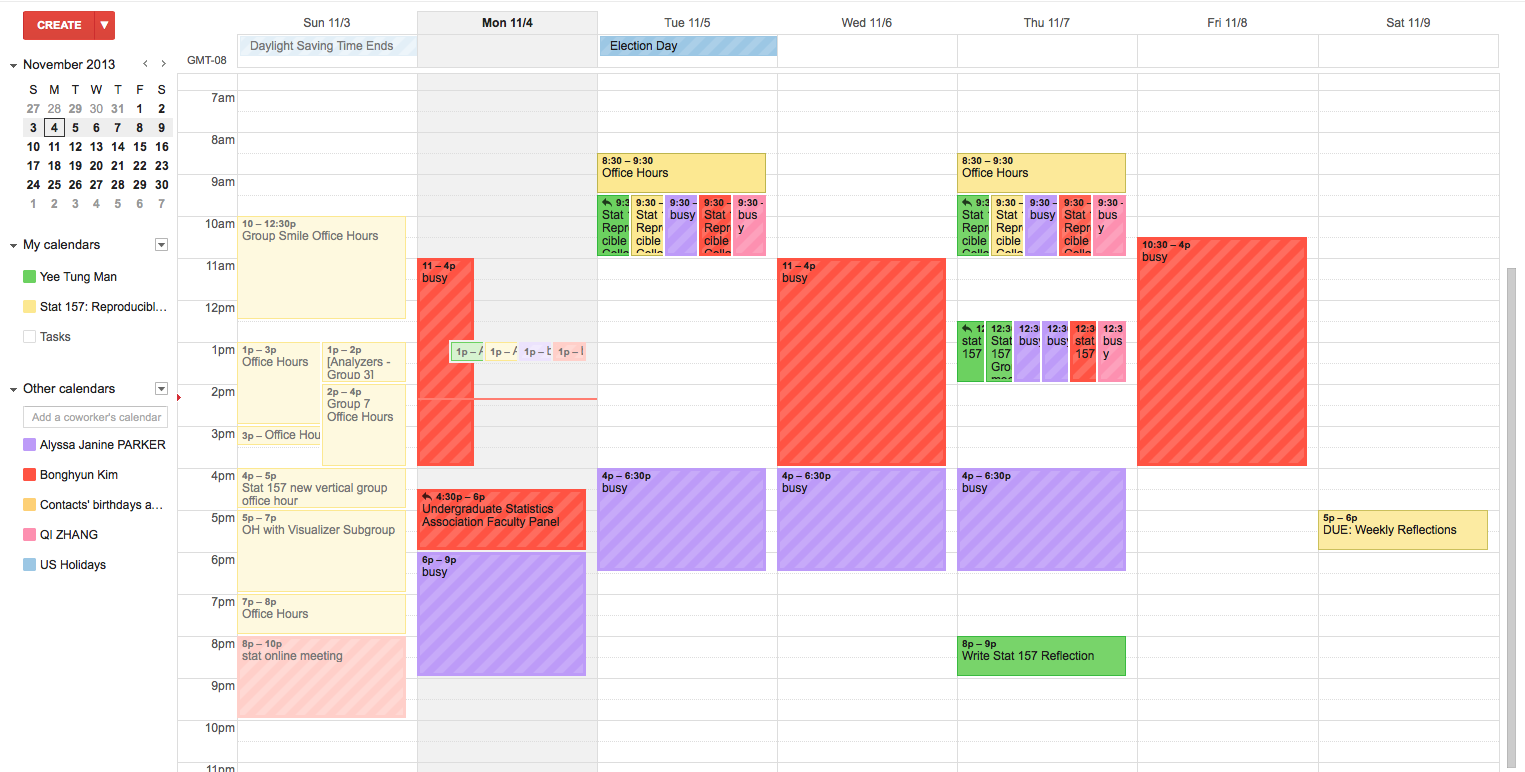 CREATE
Sun 11/3
Mon 11/4
Tue 11/5
Wed 11/6
Thu 11/7
Fri 11/8
Sat 11/9
GMT-08
Daylight Saving Time Ends
Election Day
November 2013
S M T W T F S
27 28 29 30 31 1 2
3 4 5 6 7 8 9
10 11 12 13 14 15 16
17 18 19 20 21 22 23
24 25 26 27 28 29 30
1 2 3 4 5 6 7
My calendars
Yee Tung Man
Stat 157: Reproducibl...
Tasks
Other calendars
Add a coworker's calendar
Alyssa Janine PARKER
Bonghyun Kim
Contacts' birthdays a...
QI ZHANG
US Holidays
7am
8am
9am
10am
11am
12pm
1pm
2pm
3pm
4pm
5pm
6pm
7pm
8pm
9pm
10pm
11pm
10 – 12:30p
Group Smile Office Hours
1p – 3p
Office Hours
1p – 2p
[Analyzers -
Group 3]
2p – 4p
Group 7
Office Hours
3p – Office Hou
4p – 5p
Stat 157 new vertical group
office hour
5p – 7p
OH with Visualizer Subgroup
7p – 8p
Office Hours
8p – 10p
stat online meeting
11 – 4p
busy
1p – A
1p – A
1p – b
1p –
4:30p – 6p
Undergraduate Statistics
Association Faculty Panel
6p – 9p
busy
8:30 – 9:30
Office Hours
9:3
Stat
Repr
cible
Colla
9:30 -
Stat
Repr
cible
Colla
9:30 -
busy
9:30 -
Stat
Repr
cible
Colla
9:30 -
bus
y
4p – 6:30p
busy
11 – 4p
busy
4p – 6:30p
busy
8:30 – 9:30
Office Hours
9:3
Stat
Repr
cible
Colla
9:30 -
Stat
Repr
cible
Colla
9:30 -
busy
9:30 -
Stat
Repr
cible
Colla
9:30 -
bus
y
12
stat
157
12:3
Stat
157
Gro
12:3
busy
12:3
busy
12:3
stat
157
12:3
bus
y
4p – 6:30p
busy
8p – 9p
Write Stat 157 Reflection
10:30 – 4p
busy
5p – 6p
DUE: Weekly Reflections